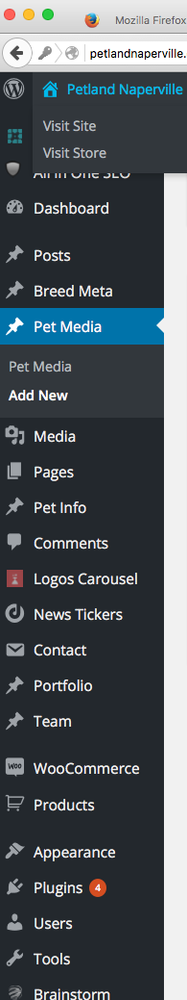 Mozilla Firefox
petlandnaperville.
Petland Naperville
Visit Site
Visit Store
All in One SEO
Dashboard
Posts
Breed Meta
Pet Media
Pet Media
Add New
Media
Pages
Pet Info
Comments
Logos Carousel
News Tickers
Contact
Portfolio
Team
WOO
WooCommerce
Products
Appearance
Plugins 4
Users
Tools
Brainstorm